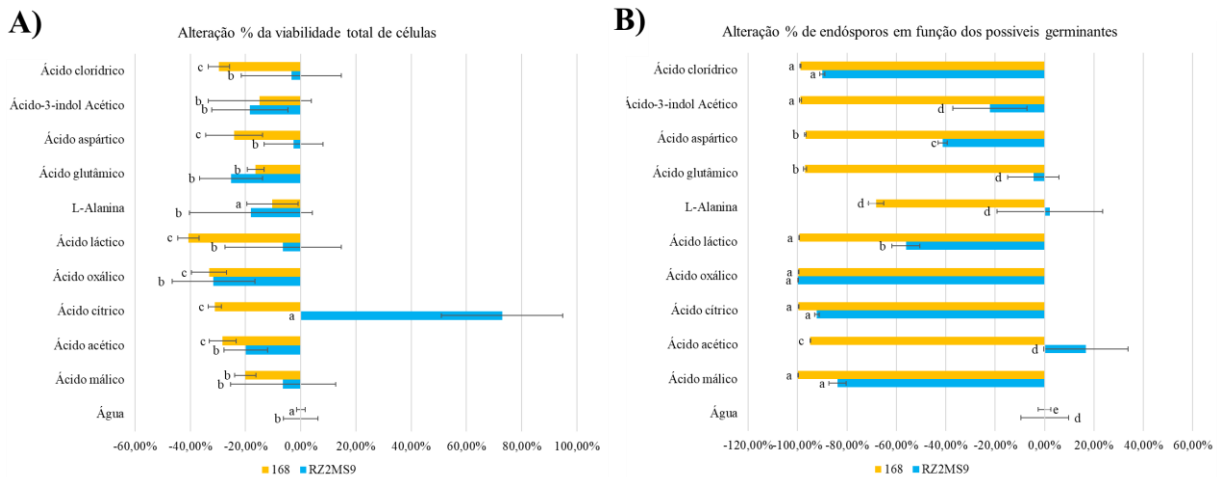 A)
Alteração % da viabilidade total de células
Ácido clorídrico
c
b
Ácido-3-indol Acético
b
b
Ácido aspártico
c
b
Ácido glutâmico
b
b
L-Alanina
a
b
Ácido láctico
c
b
Ácido oxálico
c
b
Ácido cítrico
c
a
Ácido acético
c
b
Ácido málico
b
b
Água
a
b
-60,00% -40,00% -20,00% 0,00% 20,00% 40,00% 60,00% 80,00% 100,00%
168 RZ2MS9
B)
Alteração % de endósporos em função dos possiveis germinantes
Ácido clorídrico
a
a
Ácido-3-indol Acético
a
d
Ácido aspártico
b
c
Ácido glutâmico
b
d
L-Alanina
d
d
Ácido láctico
a
b
Ácido oxálico
a
a
Ácido cítrico
a
a
Ácido acético
c
d
Ácido málico
a
a
Água
e
d
-120,00% -100,00% -80,00% -60,00% -40,00% -20,00% 0,00% 20,00% 40,00% 60,00%
168 RZ2MS9